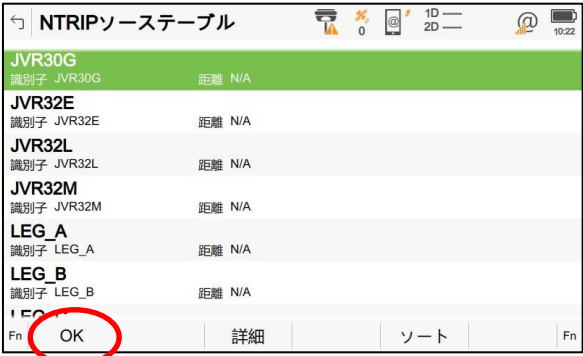 NTRIPソーステーブル
0
@
1D ----
2D ----
@
10:22
JVR30G
識別子 JVR30G 距離 N/A
JVR32E
識別子 JVR32E 距離 N/A
JVR32L
識別子 JVR32L 距離 N/A
JVR32M
識別子 JVR32M 距離 N/A
LEG_A
識別子 LEG_A 距離 N/A
LEG_B
識別子 LEG_B 距離 N/A
Fn OK 詳細 ソート Fn